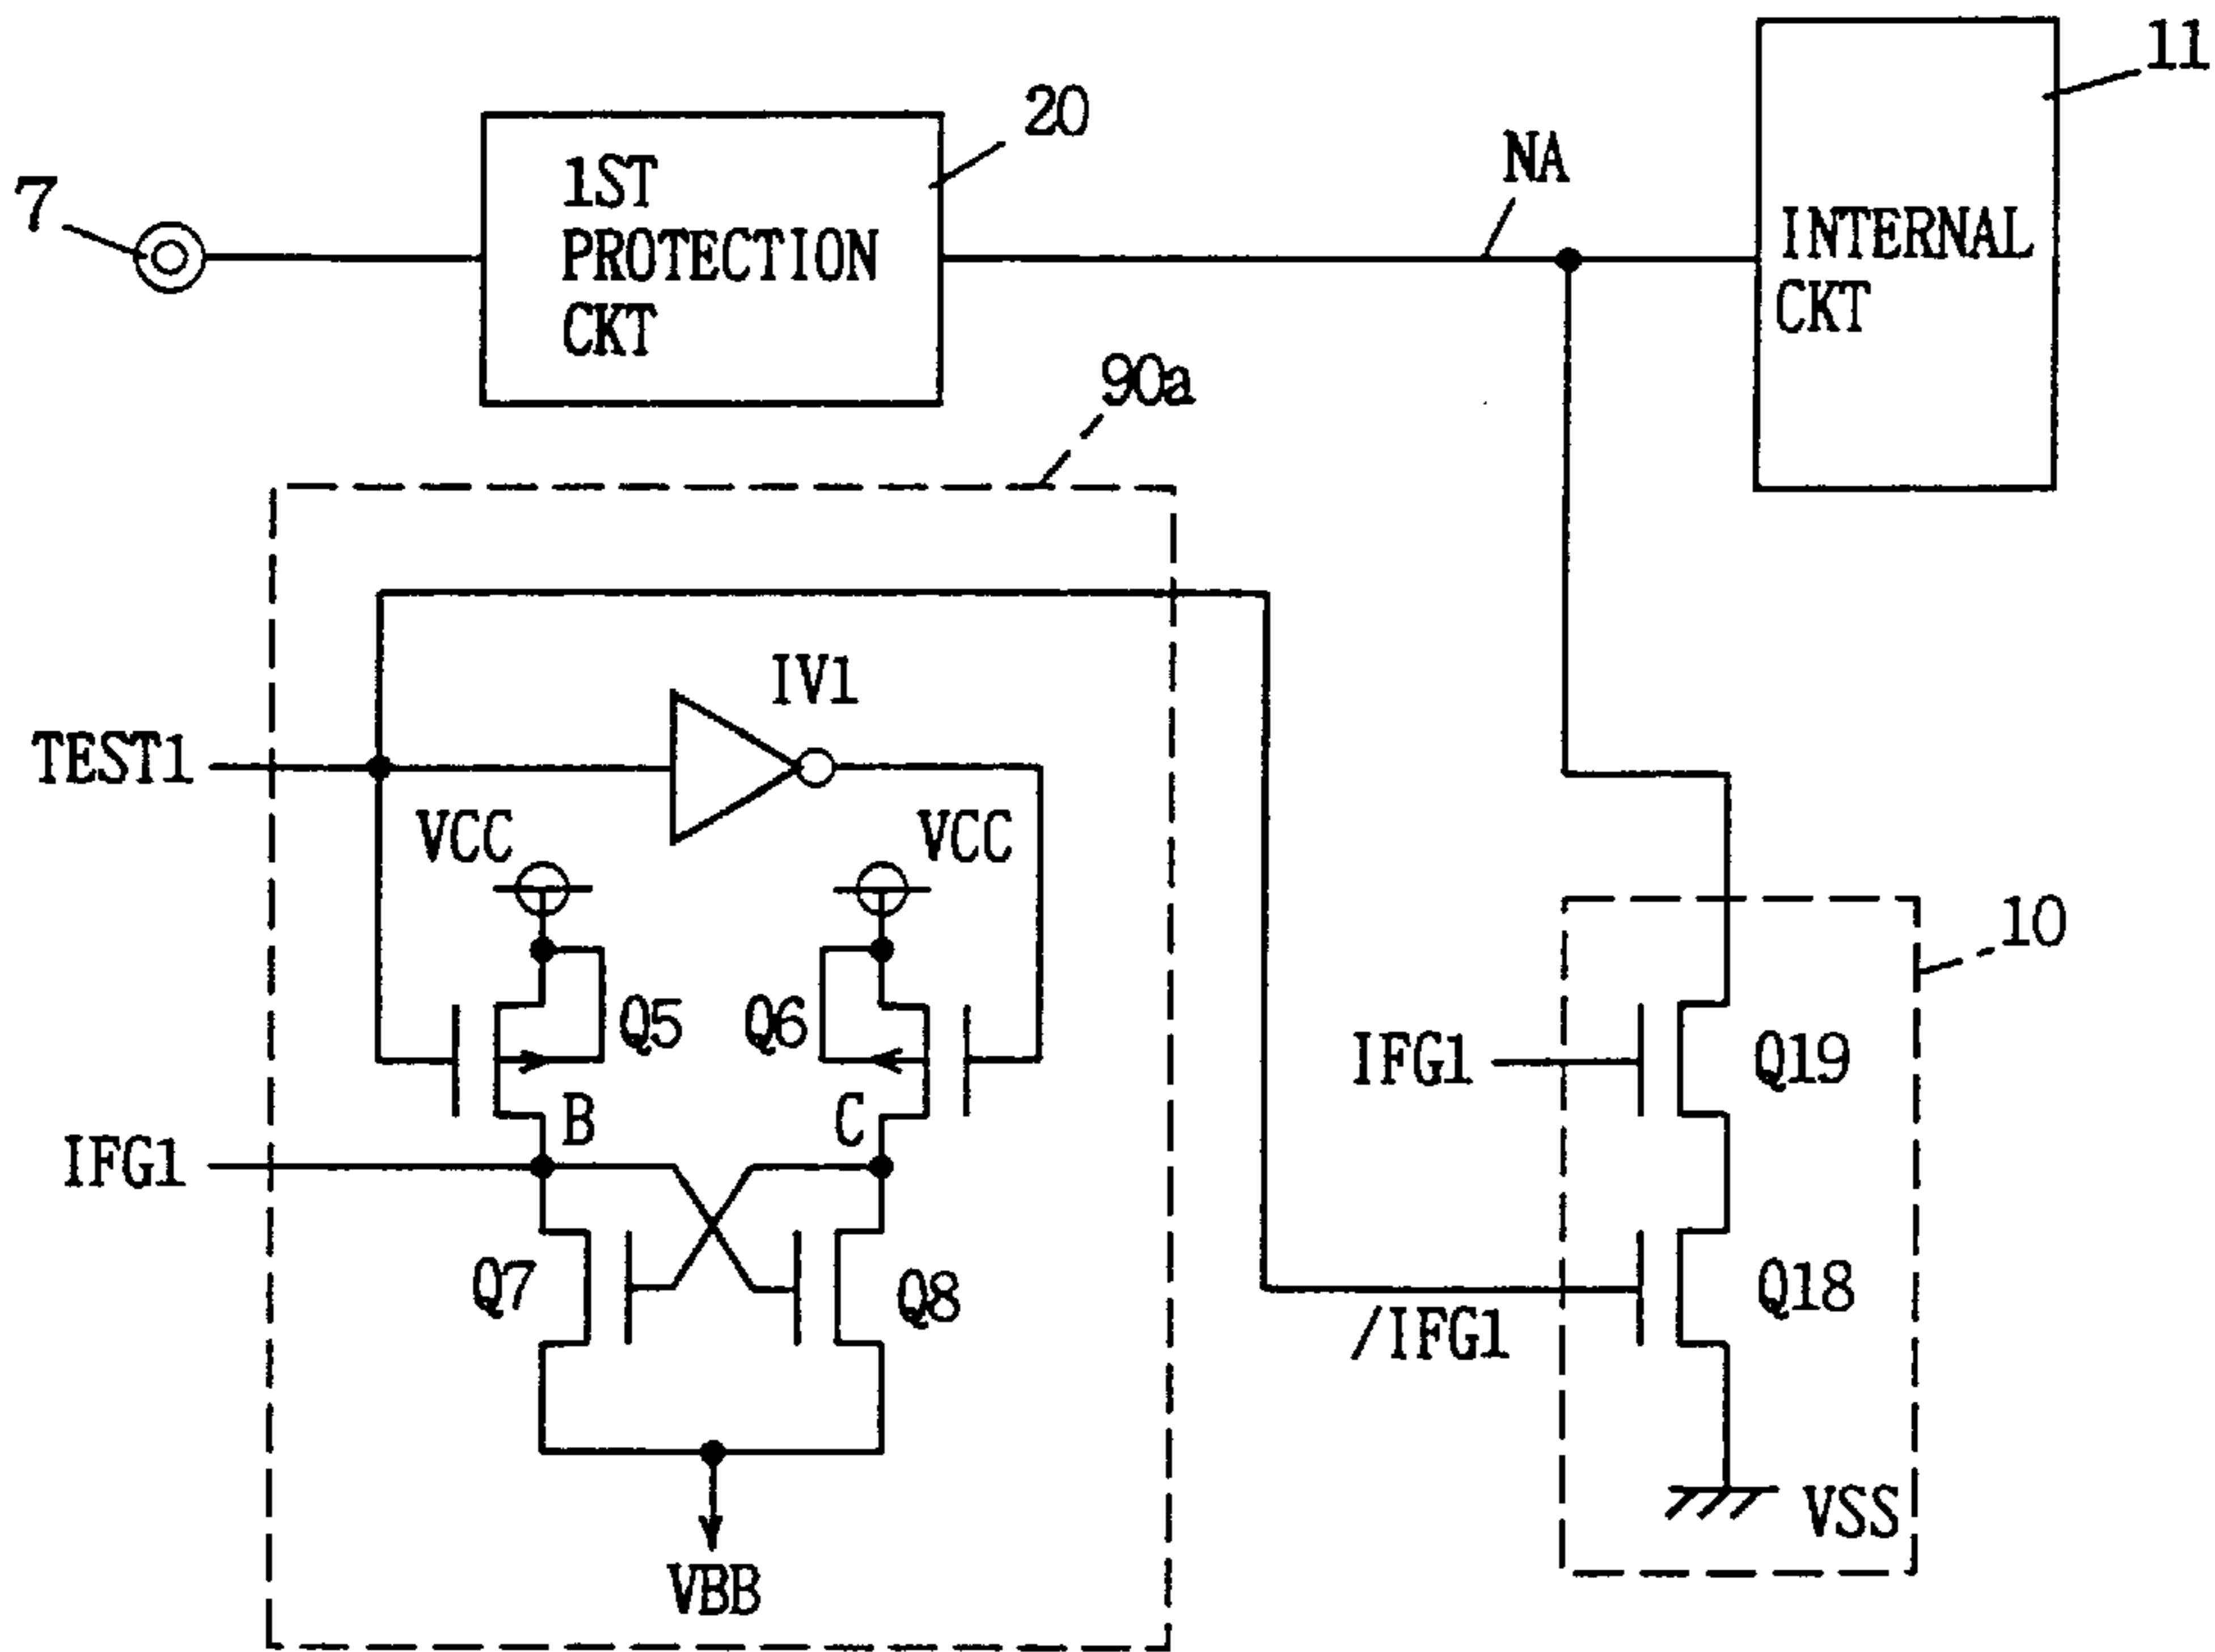 11
20
1ST
PROTECTION
CKT
NA
7
INTERNAL
CKT
90a
IV1
TEST1
VCC
VCC
10
Q5
Q6
IFG1
Q19
B
C
IFG1
Q7
Q8
Q18
/IFG1
VSS
VBB